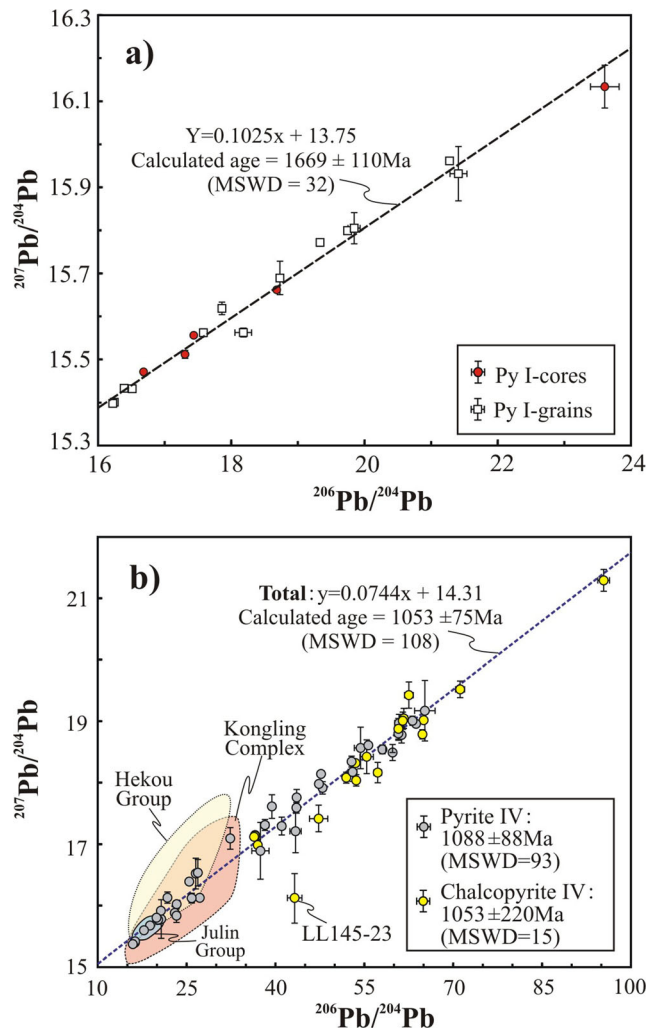 16.3
16.1
15.9
15.7
15.5
15.3
²⁰⁷Pb/²⁰⁴Pb
a)
Y=0.1025x + 13.75
Calculated age = 1669 ± 110Ma
(MSWD = 32)
Py I-cores
Py I-grains
16 18 20 22 24
²⁰⁶Pb/²⁰⁴Pb
21
19
17
15
²⁰⁷Pb/²⁰⁴Pb
b)
Total: y=0.0744x + 14.31
Calculated age = 1053 ±75Ma
(MSWD = 108)
Kongling
Complex
Hekou
Group
Julin
Group
LL145-23
Pyrite IV:
1088±88Ma
(MSWD=93)
Chalcopyrite IV:
1053±220Ma
(MSWD=15)
10 25 40 55 70 85 100
²⁰⁶Pb/²⁰⁴Pb